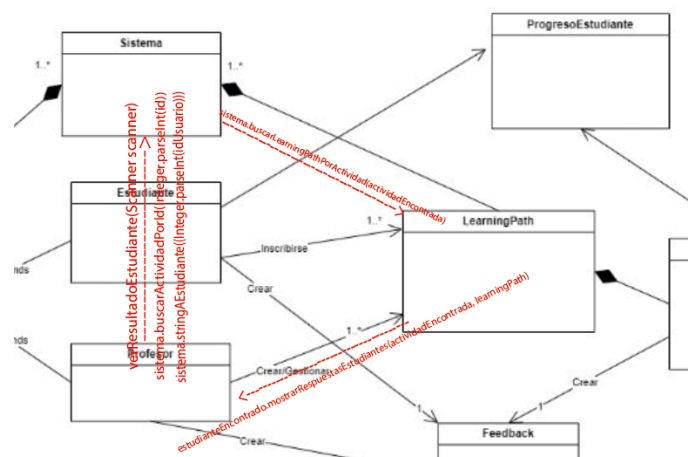 ProgresoEstudiante
Sistema
1..*
1..*
verResultadoEstudiante(Scanner scanner)
sistema.buscarActividadPorId(Integer.parseInt(id))
sistema.stringAEstudiante((Integer.parseInt(idUsuario)))
sistema.buscarLearningPathPorActividad(actividadEncontrada)
Estudiante
1..*
LearningPath
Inscribirse
nds
Crear
nds
Profesor
1..*
Crear/Gestionar
estudianteEncontrado.mostrarRespuestasEstudiantes(actividadEncontrada, learningPath)
Crear
1
1
Feedback
Crear